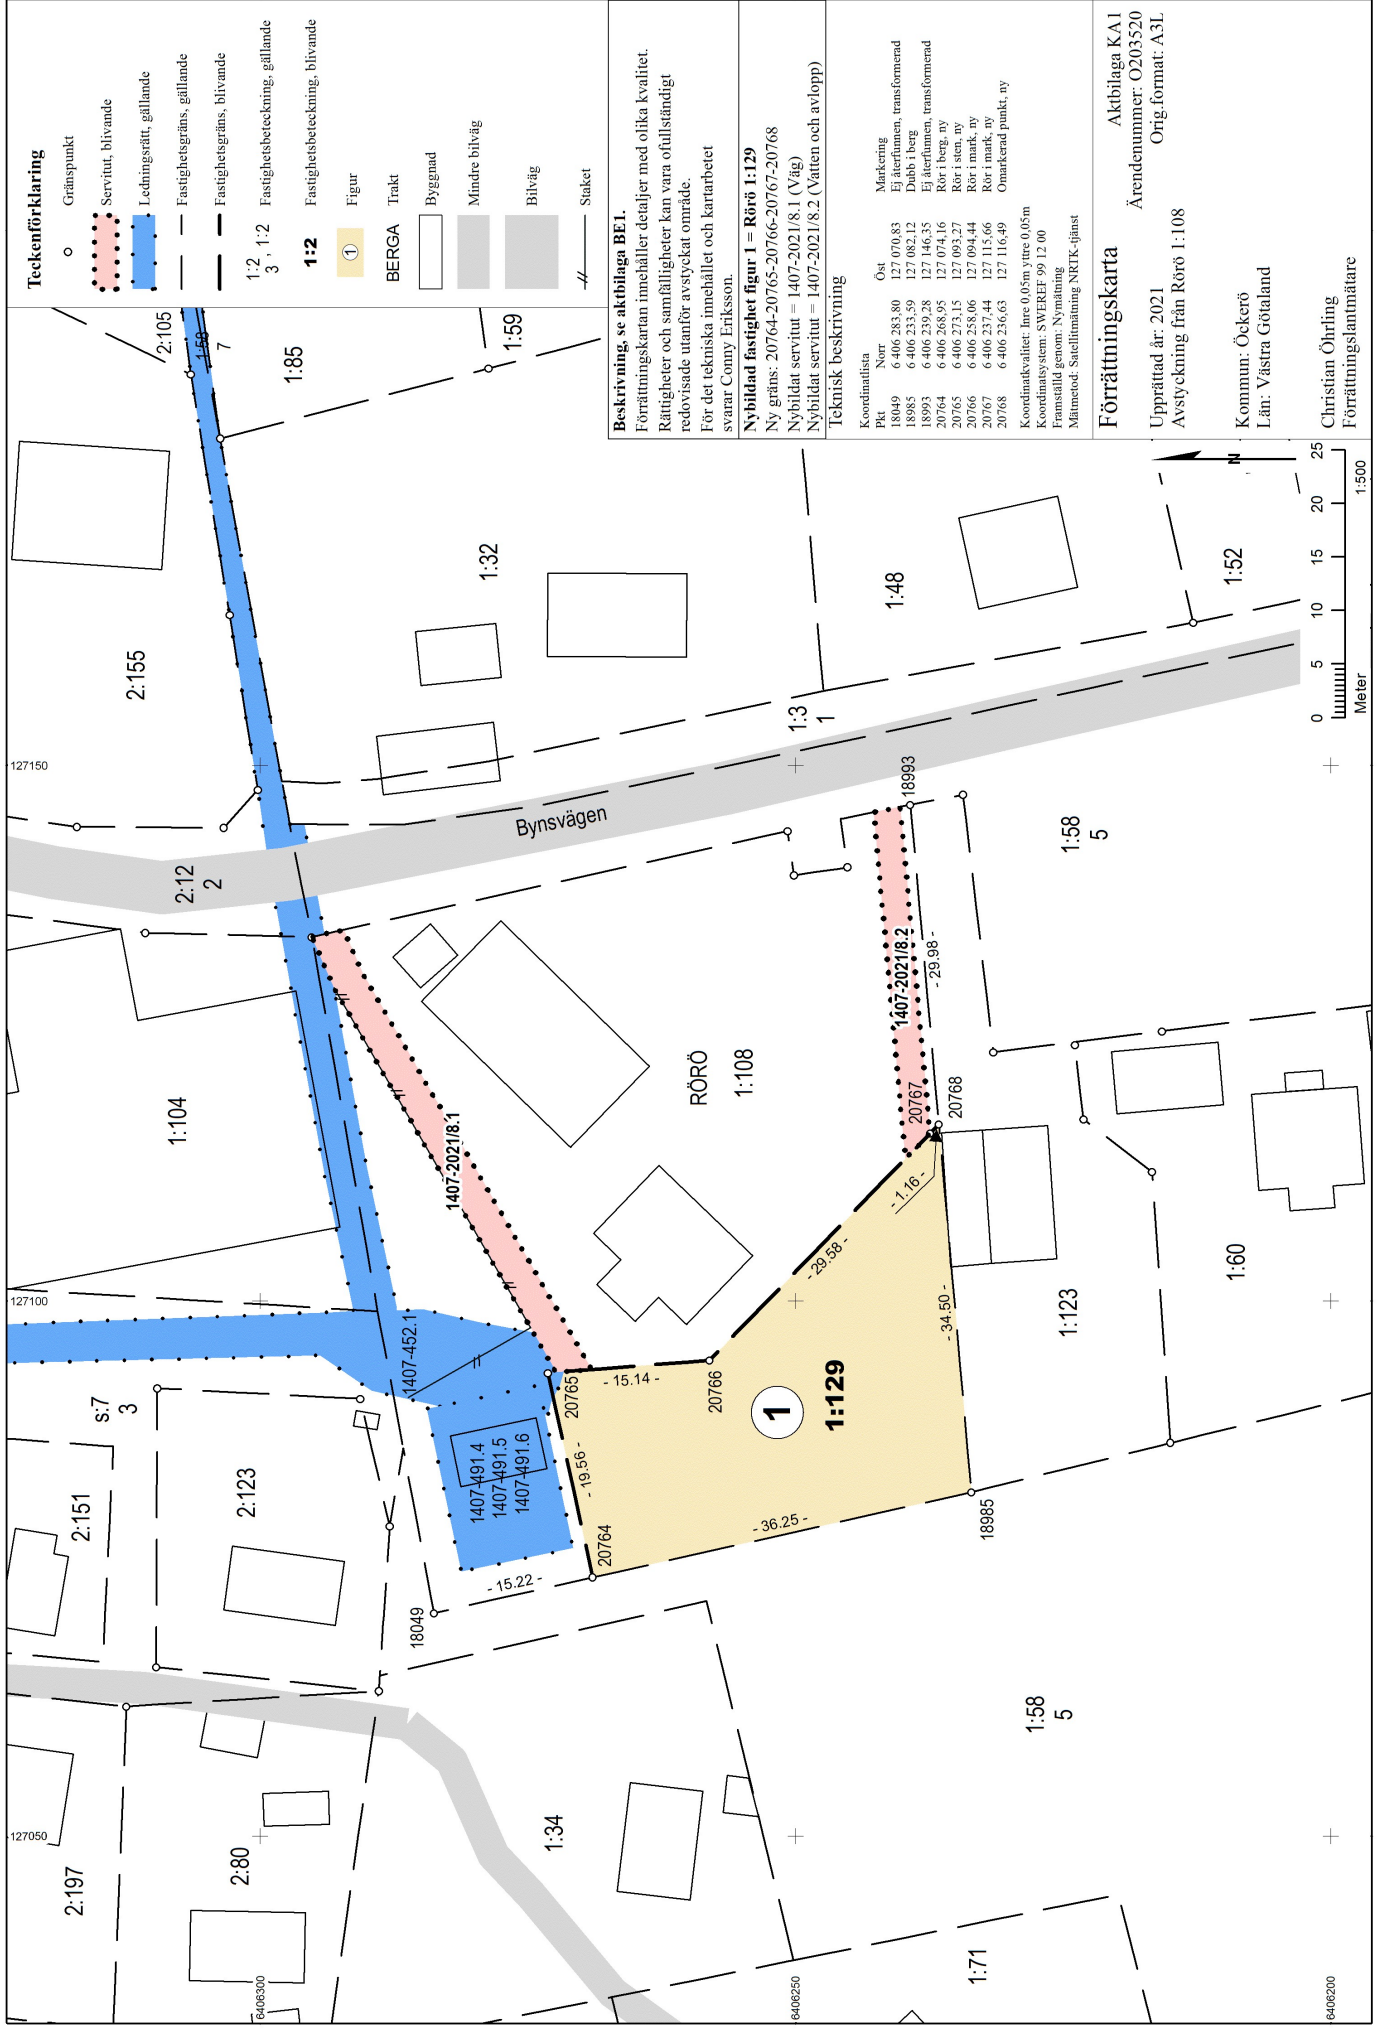 Teckenförklaring
Gränspunkt
Servitut, blivande
Ledningsrätt, gällande
Fastighetsgräns, gällande
Fastighetsgräns, blivande
1:2 , 1:2
3
Fastighetsbeteckning, gällande
1:2
Fastighetsbeteckning, blivande
1
Figur
BERGA
Trakt
Byggnad
Mindre bilväg
Bilväg
Staket
Beskrivning, se aktbilaga BE1.
Förrättningskartan innehåller detaljer med olika kvalitet.
Rättigheter och samfälligheter kan vara ofullständigt
redovisade utanför avstyckat område.
För det tekniska innehållet och kartarbetet
svarar Conny Eriksson.
Nybildad fastighet figur 1 = Rörö 1:129
Ny gräns: 20764-20765-20766-20767-20768
Nybildat servitut = 1407-2021/8.1 (Väg)
Nybildat servitut = 1407-2021/8.2 (Vatten och avlopp)
Teknisk beskrivning
Koordinatlista
Pkt Norr Öst Markering
18049 6 406 283,80 127 070,83 Ej återfunnen, transformerad
18985 6 406 233,59 127 082,12 Dubb i berg
18993 6 406 239,28 127 146,35 Ej återfunnen, transformerad
20764 6 406 268,95 127 074,16 Rör i berg, ny
20765 6 406 273,15 127 093,27 Rör i sten, ny
20766 6 406 258,06 127 094,44 Rör i mark, ny
20767 6 406 237,44 127 115,66 Rör i mark, ny
20768 6 406 236,63 127 116,49 Omarkerad punkt, ny
Koordinatkvalitet: Inre 0,05m yttre 0,05m
Koordinatsystem: SWEREF 99 12 00
Framställd genom: Nymätning
Mätmetod: Satellitmätning NRTK-tjänst
Förrättningskarta
Aktbilaga KA1
Ärendenummer: O203520
Orig.format: A3L
Upprättad år: 2021
Avstyckning från Rörö 1:108
Kommun: Öckerö
Län: Västra Götaland
Christian Öhrling
Förrättningslantmätare
N
0 5 10 15 20 25
Meter
1:500
127150
127100
127050
6406300
6406250
6406200
2:105
1:58
7
1:85
1:59
2:155
1:32
1:48
1:52
1:3
1
Bynsvägen
2:12
2
18993
1:58
5
1:104
1407-2021/8.1
RÖRÖ
1:108
1407-2021/8.2
- 29.98 -
20767
20768
- 1.16 -
- 29.58 -
- 34.50 -
1:123
1:60
1407-452.1
s:7
3
20765
- 15.14 -
20766
1
1:129
2:151
2:123
1407-491.4
1407-491.5
1407-491.6
- 19.56 -
20764
- 36.25 -
18985
- 15.22 -
18049
1:58
5
2:197
2:80
1:34
1:71